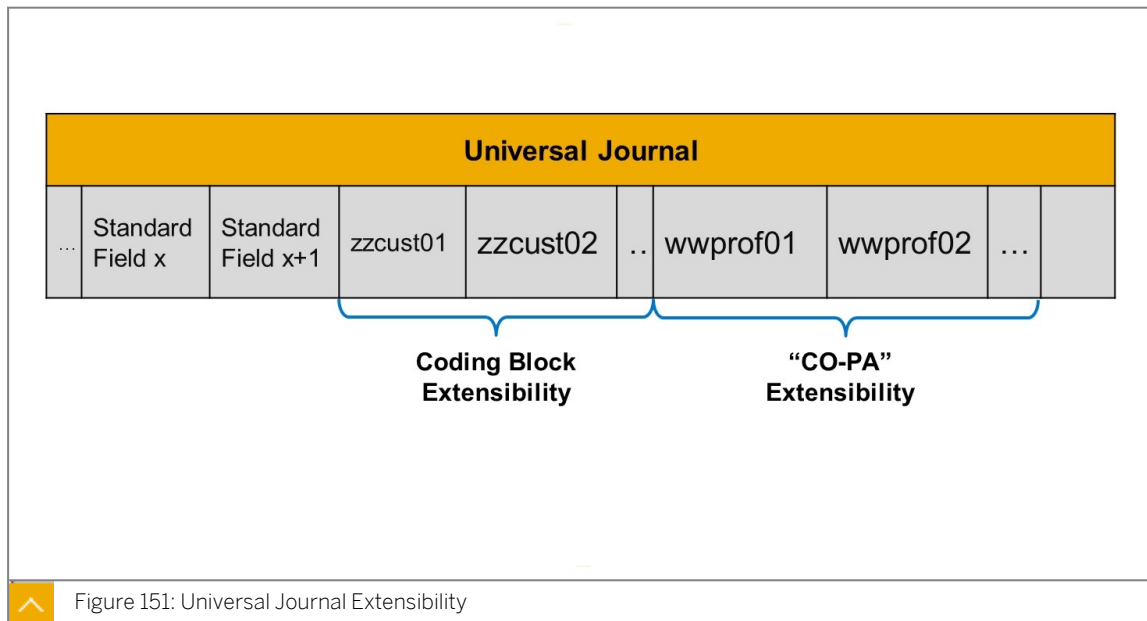 Universal Journal
...
Standard
Field x
Standard
Field x+1
zzcust01
zzcust02
..
wwprof01
wwprof02
...
Coding Block
Extensibility
“CO-PA”
Extensibility
Figure 151: Universal Journal Extensibility